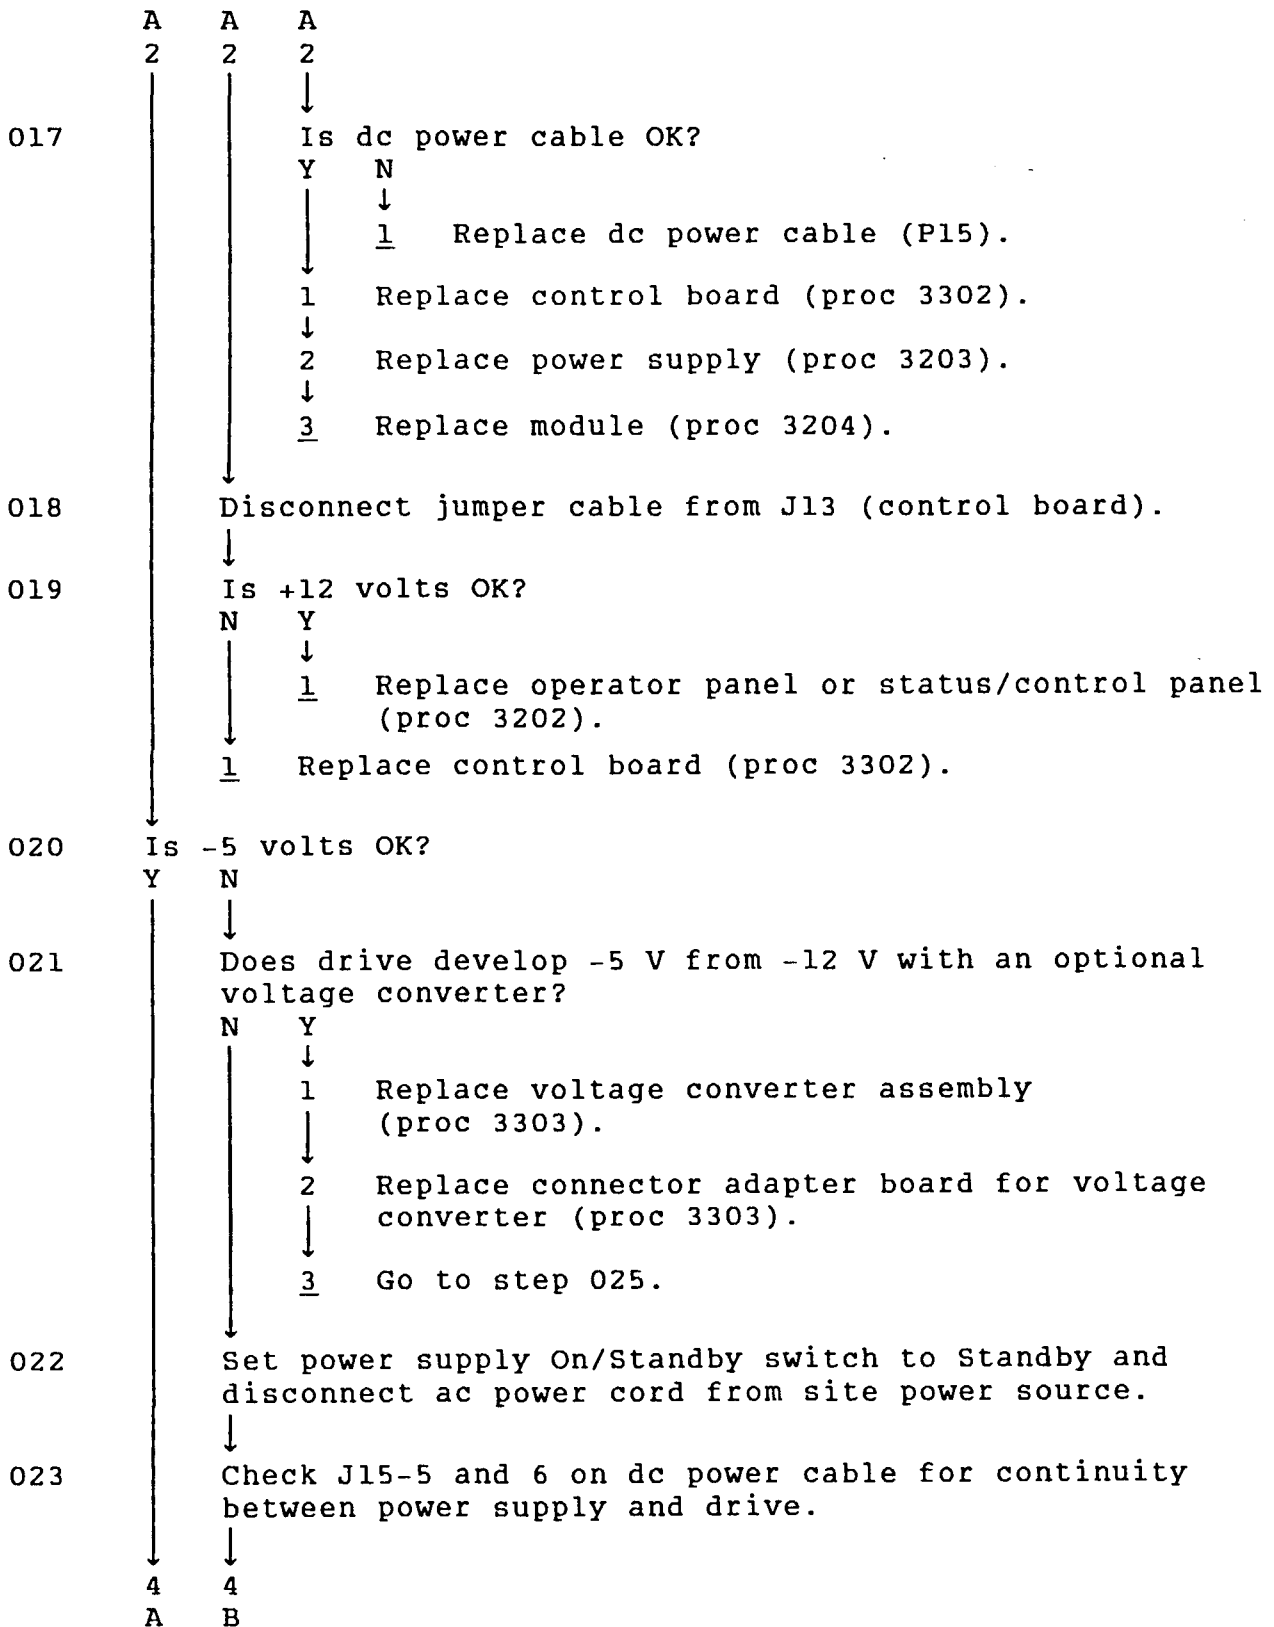 A A A
2 2 2
017 Is dc power cable OK?
Y N
1 Replace dc power cable (P15).
1 Replace control board (proc 3302).
2 Replace power supply (proc 3203).
3 Replace module (proc 3204).
018 Disconnect jumper cable from J13 (control board).
019 Is +12 volts OK?
N Y
1 Replace operator panel or status/control panel
(proc 3202).
1 Replace control board (proc 3302).
020 Is -5 volts OK?
Y N
021 Does drive develop -5 V from -12 V with an optional
voltage converter?
N Y
1 Replace voltage converter assembly
(proc 3303).
2 Replace connector adapter board for voltage
converter (proc 3303).
3 Go to step 025.
022 Set power supply On/Standby switch to Standby and
disconnect ac power cord from site power source.
023 Check J15-5 and 6 on dc power cable for continuity
between power supply and drive.
4 4
A B